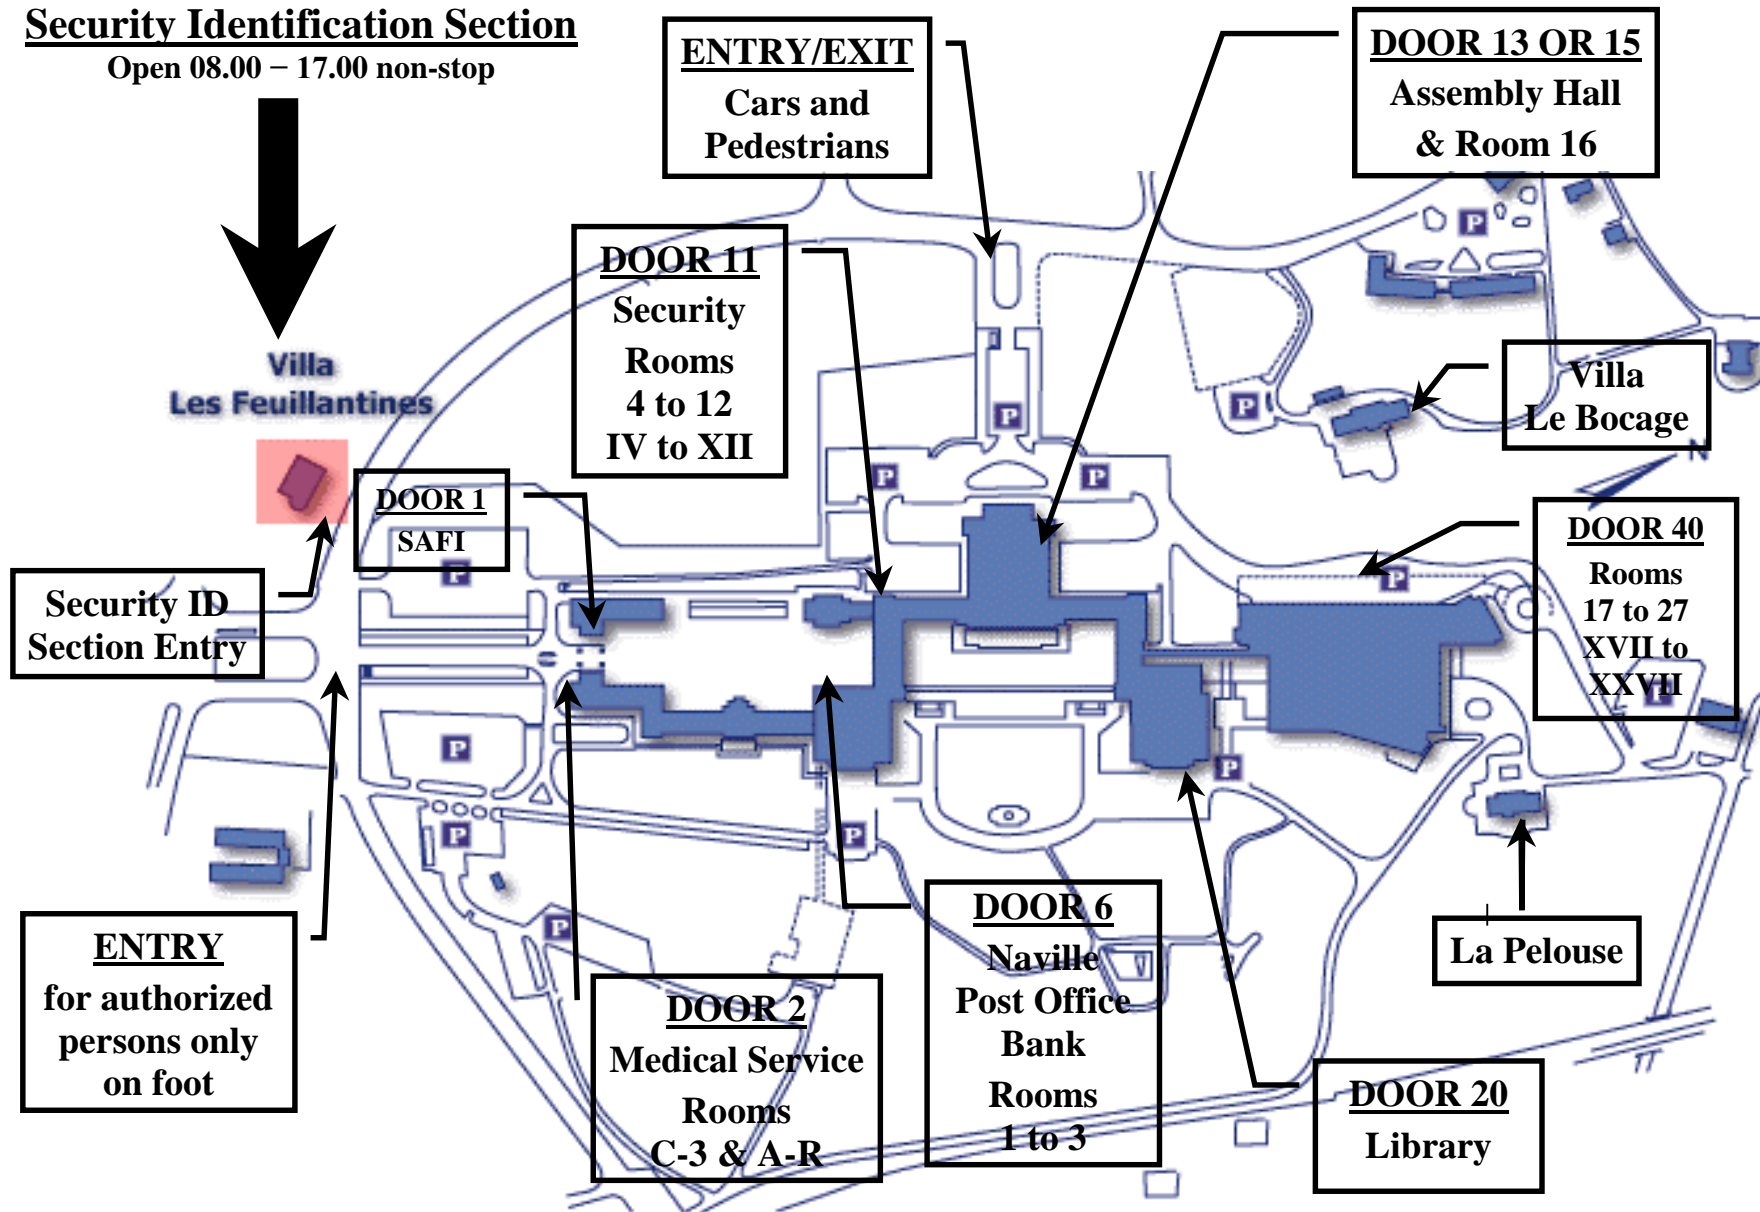 Security Identification Section
Open 08.00 – 17.00 non-stop
ENTRY/EXIT
Cars and
Pedestrians
DOOR 13 OR 15
Assembly Hall
& Room 16
DOOR 11
Security
Rooms
4 to 12
IV to XII
Villa
Les Feuillantines
P
P
P
P
P
Villa
Le Bocage
N
DOOR 1
SAFI
P
DOOR 40
Rooms
17 to 27
XVII to
XXVII
P
P
Security ID
Section Entry
P
P
P
P
P
ENTRY
for authorized
persons only
on foot
DOOR 2
Medical Service
Rooms
C-3 & A-R
DOOR 6
Naville
Post Office
Bank
Rooms
1 to 3
La Pelouse
DOOR 20
Library